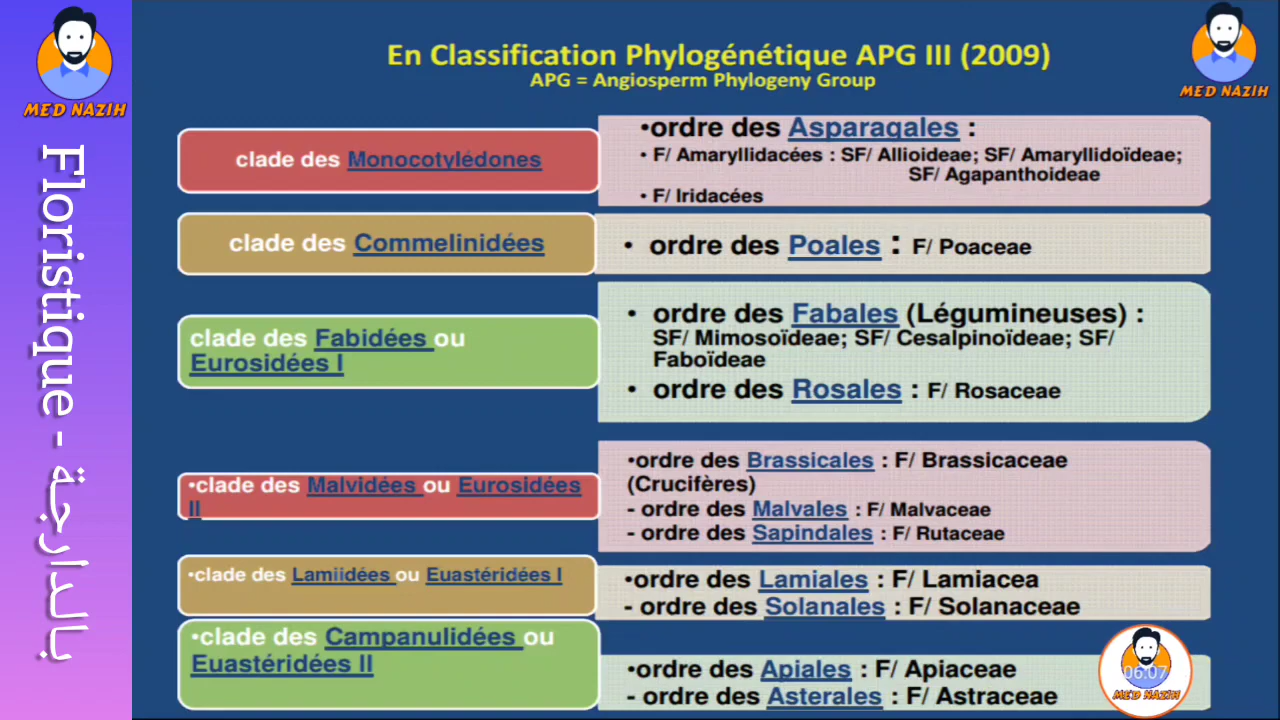 MED NAZIH
Floristique - بالدارجة
En Classification Phylogénétique APG III (2009)
APG = Angiosperm Phylogeny Group
MED NAZIH
clade des Monocotylédones
•ordre des Asparagales :
• F/ Amaryllidacées : SF/ Allioideae; SF/ Amaryllidoïdeae;
SF/ Agapanthoideae
• F/ Iridacées
clade des Commelinidées
• ordre des Poales : F/ Poaceae
clade des Fabidées ou
Eurosidées I
• ordre des Fabales (Légumineuses) :
SF/ Mimosoïdeae; SF/ Cesalpinoïdeae; SF/
Faboïdeae
• ordre des Rosales : F/ Rosaceae
•clade des Malvidées ou Eurosidées
II
•ordre des Brassicales : F/ Brassicaceae
(Crucifères)
- ordre des Malvales : F/ Malvaceae
- ordre des Sapindales : F/ Rutaceae
•clade des Lamiidées ou Euastéridées I
•ordre des Lamiales : F/ Lamiacea
- ordre des Solanales : F/ Solanaceae
•clade des Campanulidées ou
Euastéridées II
•ordre des Apiales : F/ Apiaceae
- ordre des Asterales : F/ Astraceae
06:07
MED NAZIH